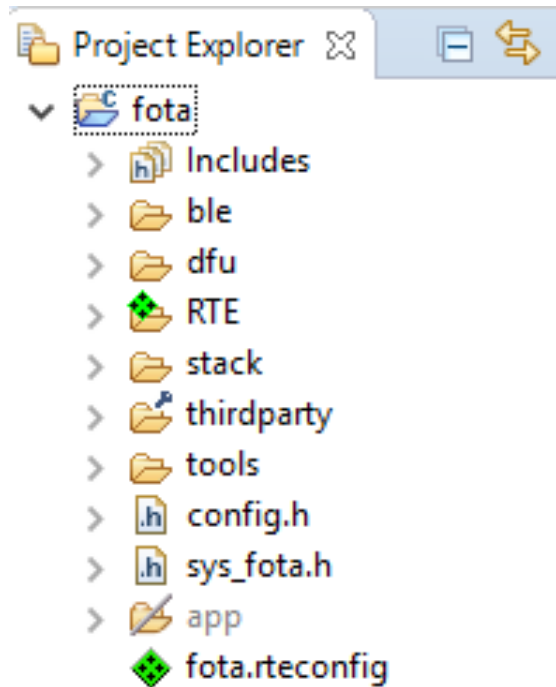 Project Explorer
fota
Includes
ble
dfu
RTE
stack
thirdparty
tools
config.h
sys_fota.h
app
fota.rteconfig